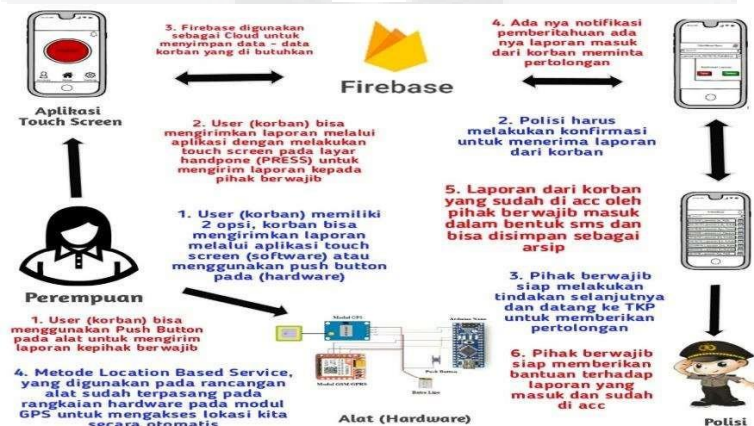 3. Firebase digunakan
sebagai Cloud untuk
menyimpan data - data
korban yang di butuhkan
Firebase
4. Ada nya notifikasi
pemberitahuan ada
nya laporan masuk
dari korban meminta
pertolongan
Aplikasi
Touch Screen
2. User (korban) bisa
mengirimkan laporan melalui
aplikasi dengan melakukan
touch screen pada layar
handpone (PRESS) untuk
mengirim laporan kepada
pihak berwajib
2. Polisi harus
melakukan konfirmasi
untuk menerima laporan
dari korban
1. User (korban) memiliki
2 opsi, korban bisa
mengirimkan laporan
melalui aplikasi touch
screen (software) atau
menggunakan push button
pada (hardware)
5. Laporan dari korban
yang sudah di acc oleh
pihak berwajib masuk
dalam bentuk sms dan
bisa disimpan sebagai
arsip
Perempuan
3. Pihak berwajib
siap melakukan
tindakan selanjutnya
dan datang ke TKP
untuk memberikan
pertolongan
1. User (korban) bisa
menggunakan Push Button
pada alat untuk mengirim
laporan kepihak berwajib
4. Metode Location Based Service,
yang digunakan pada rancangan
alat sudah terpasang pada
rangkaian hardware pada modul
GPS untuk mengakses lokasi kita
secara otomatis
Modul GPS
Arduino Nano
Modul GSM/GPRS
Push Button
Alat (Hardware)
6. Pihak berwajib
siap memberikan
bantuan terhadap
laporan yang
masuk dan sudah
di acc
Polisi